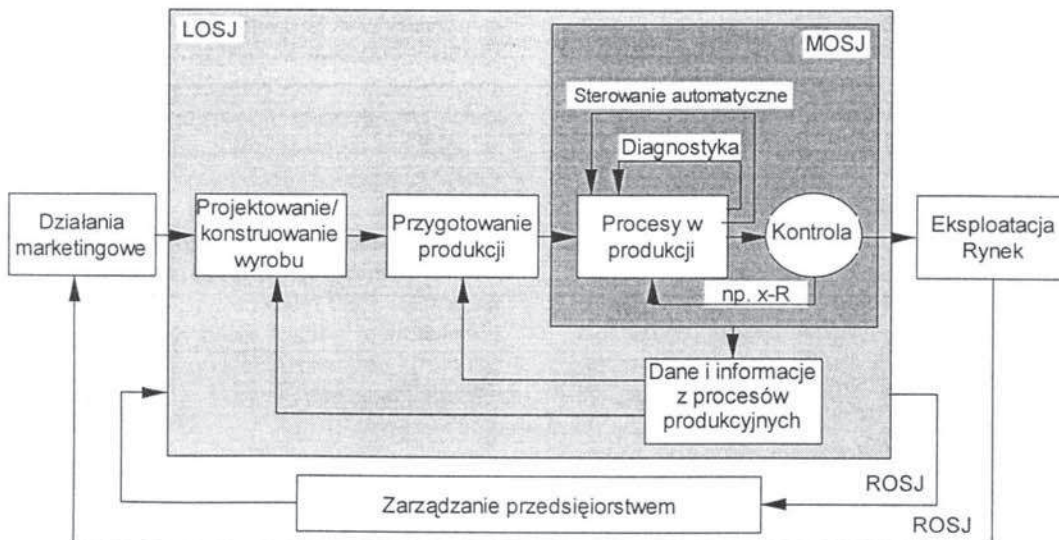 LOSJ
MOSJ
Sterowanie automatyczne
Diagnostyka
Działania
marketingowe
Projektowanie/
konstruowanie
wyrobu
Przygotowanie
produkcji
Procesy w
produkcji
Kontrola
Eksploatacja
Rynek
np. x-R
Dane i informacje
z procesów
produkcyjnych
Zarządzanie przedsięiorstwem
ROSJ
ROSJ